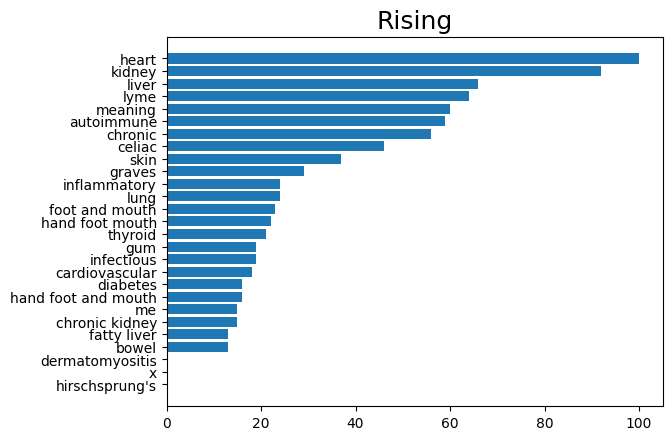 Rising
heart
kidney
liver
lyme
meaning
autoimmune
chronic
celiac
skin
graves
inflammatory
lung
foot and mouth
hand foot mouth
thyroid
gum
infectious
cardiovascular
diabetes
hand foot and mouth
me
chronic kidney
fatty liver
bowel
dermatomyositis
x
hirschsprung's
0 20 40 60 80 100